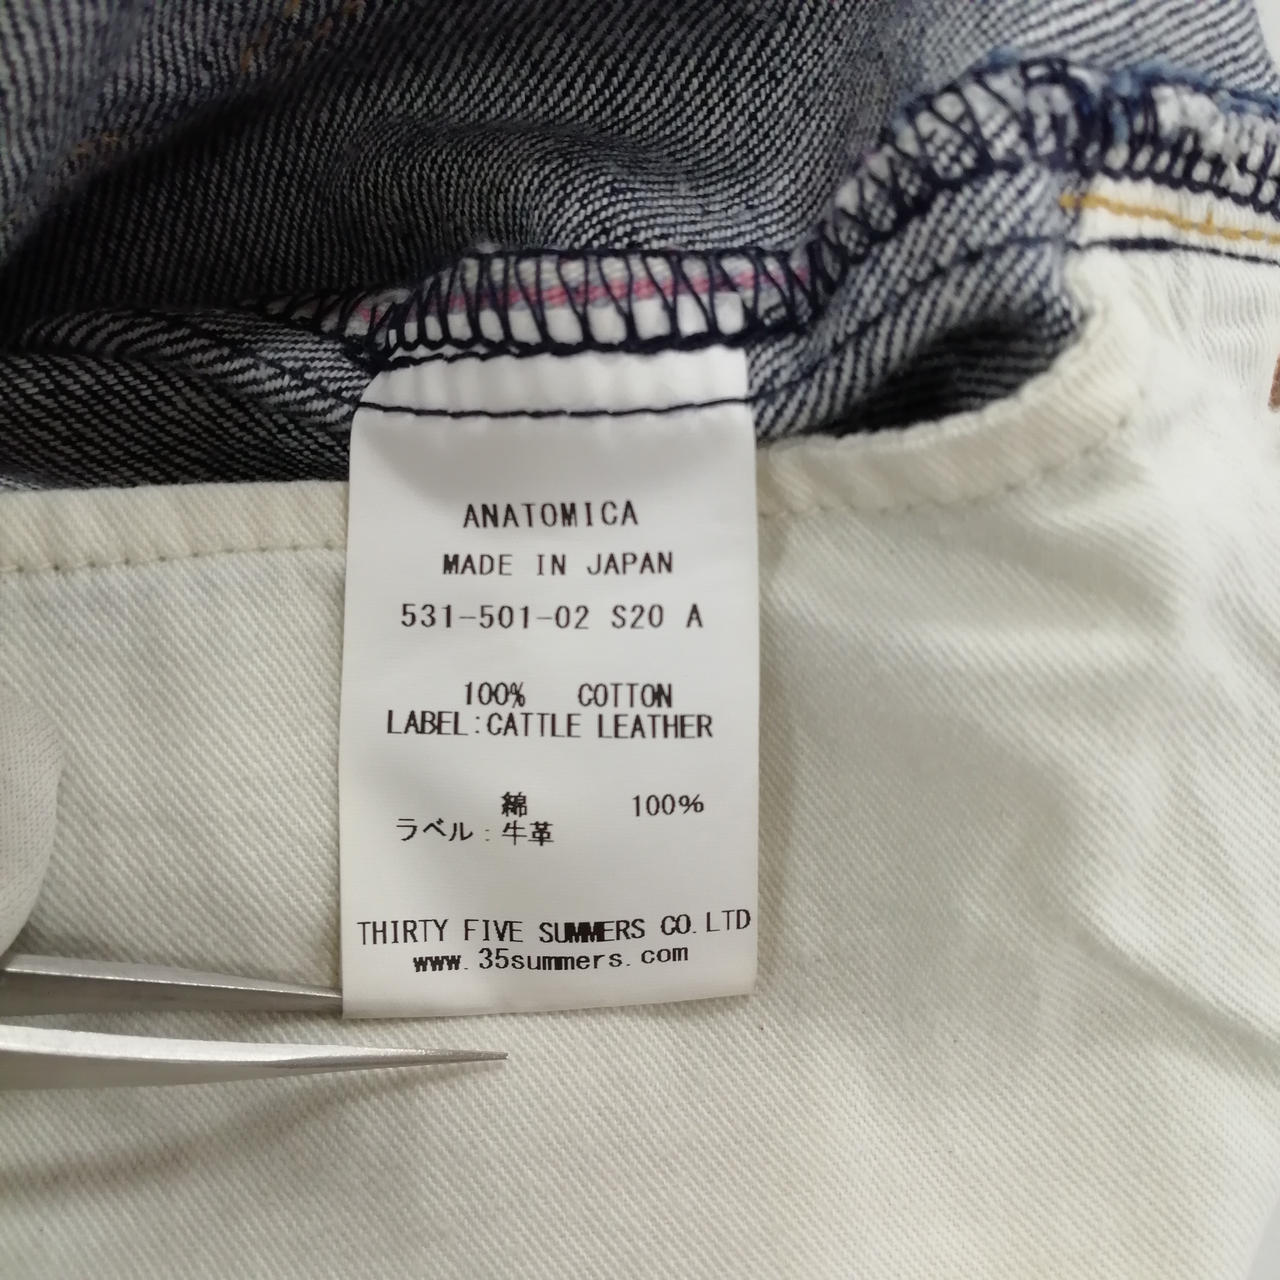 ANATOMICA
MADE IN JAPAN
531-501-02 S20 A
100% COTTON
LABEL:CATTLE LEATHER
綿 100%
ラベル:牛革
THIRTY FIVE SUMMERS CO.LTD
www.35summers.com